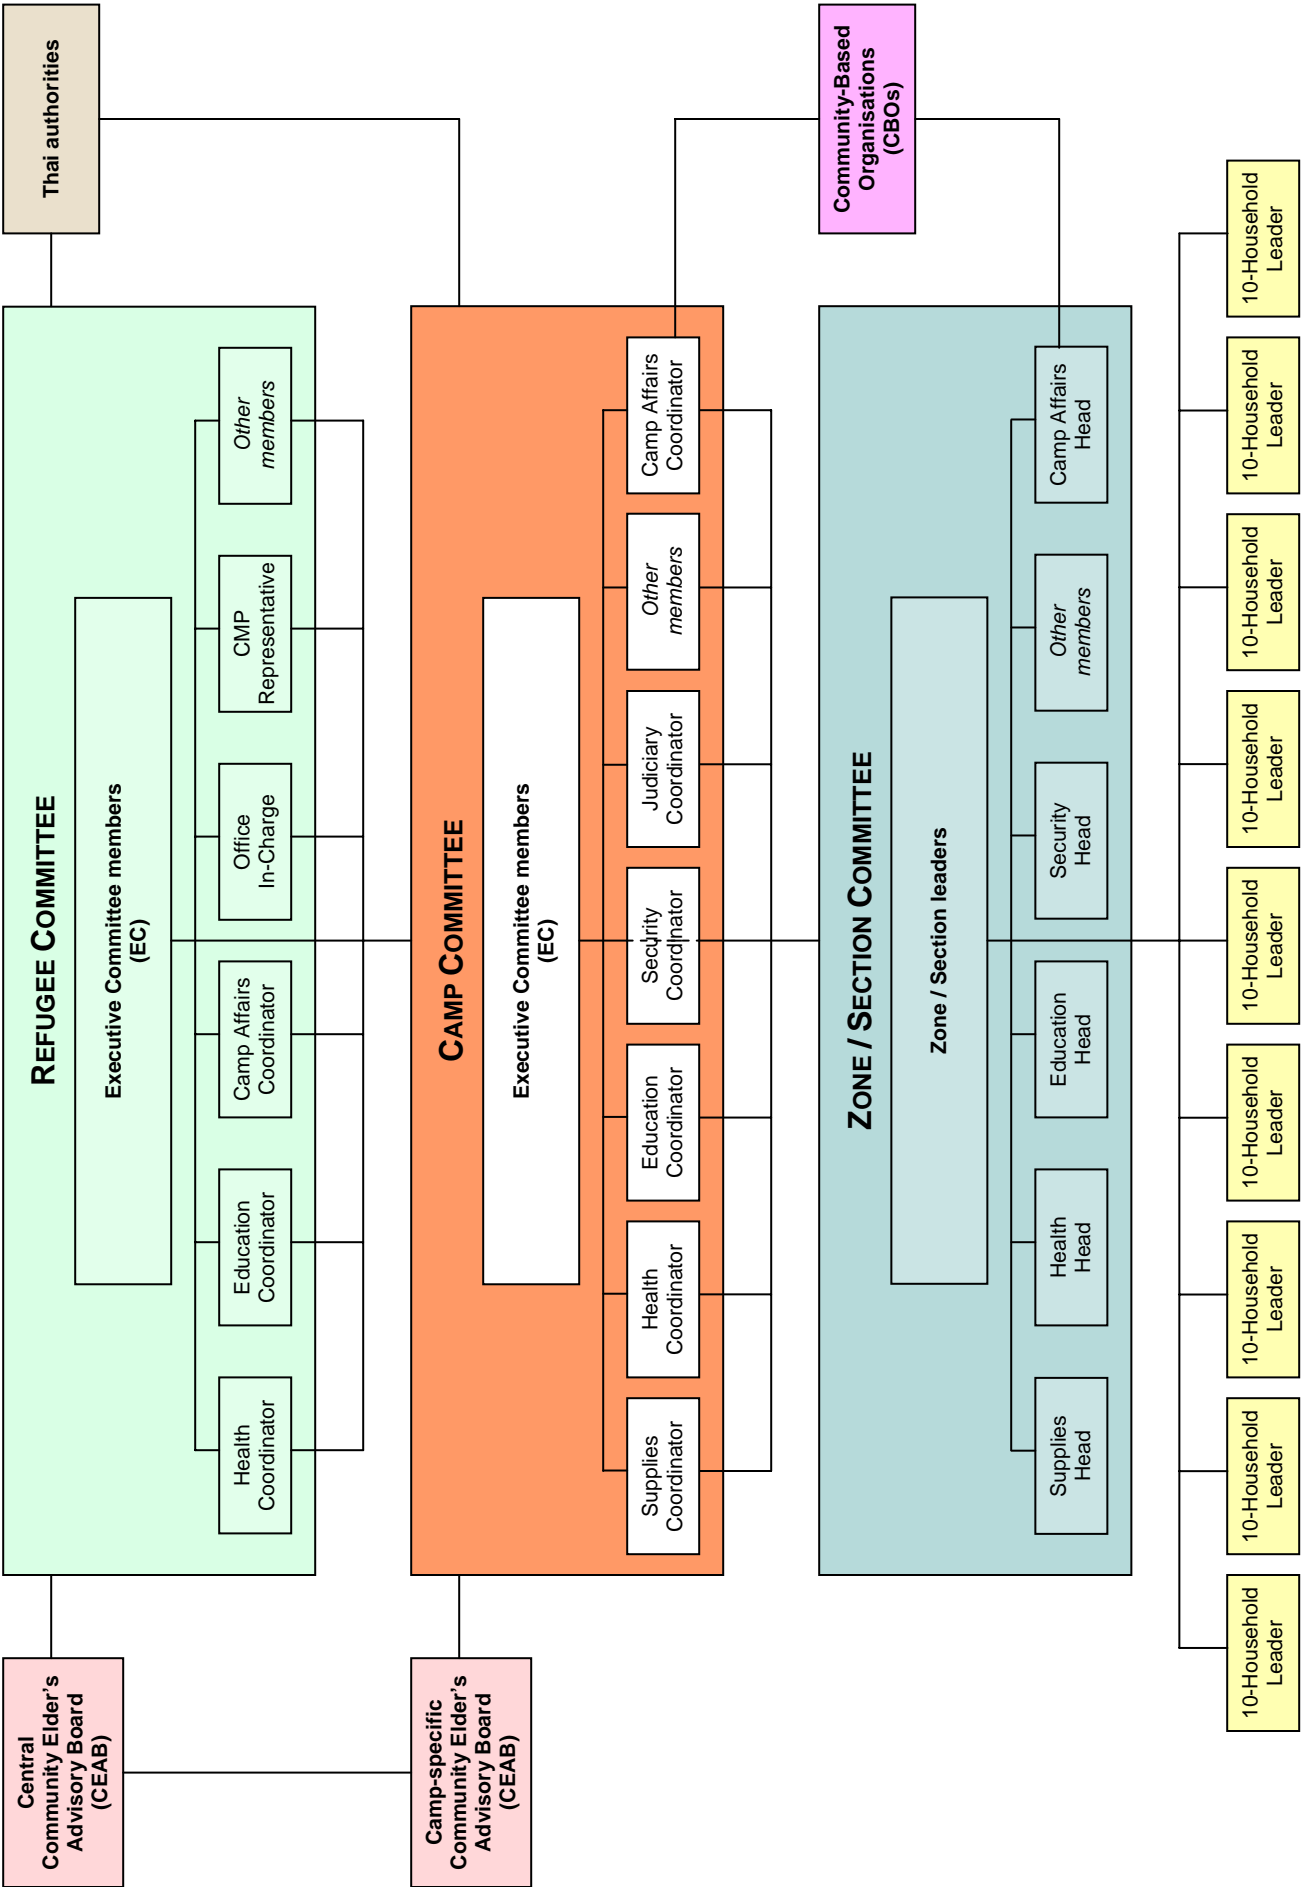 Central
Community Elder's
Advisory Board
(CEAB)
REFUGEE COMMITTEE
Executive Committee members
(EC)
Health
Coordinator
Education
Coordinator
Camp Affairs
Coordinator
Office
In-Charge
CMP
Representative
Other
members
Thai authorities
Camp-specific
Community Elder's
Advisory Board
(CEAB)
CAMP COMMITTEE
Executive Committee members
(EC)
Supplies
Coordinator
Health
Coordinator
Education
Coordinator
Security
Coordinator
Judiciary
Coordinator
Other
members
Camp Affairs
Coordinator
Community-Based
Organisations
(CBOs)
ZONE / SECTION COMMITTEE
Zone / Section leaders
Supplies
Head
Health
Head
Education
Head
Security
Head
Other
members
Camp Affairs
Head
10-Household
Leader
10-Household
Leader
10-Household
Leader
10-Household
Leader
10-Household
Leader
10-Household
Leader
10-Household
Leader
10-Household
Leader
10-Household
Leader